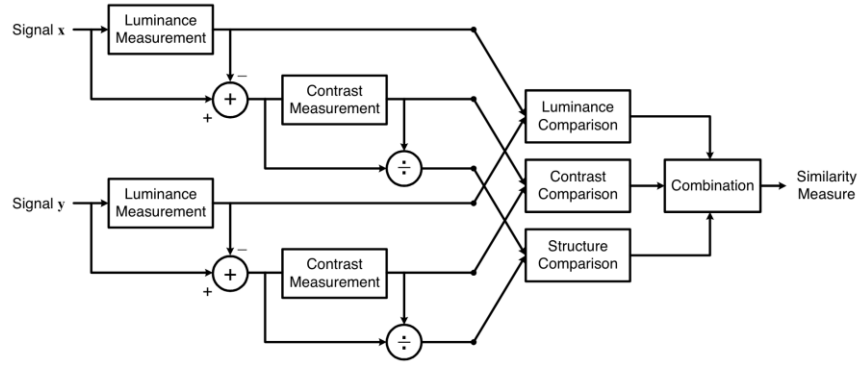 Signal x
Luminance
Measurement
−
+
+
Contrast
Measurement
÷
Luminance
Comparison
Signal y
Luminance
Measurement
−
+
+
Contrast
Measurement
÷
Contrast
Comparison
Structure
Comparison
Combination
Similarity
Measure